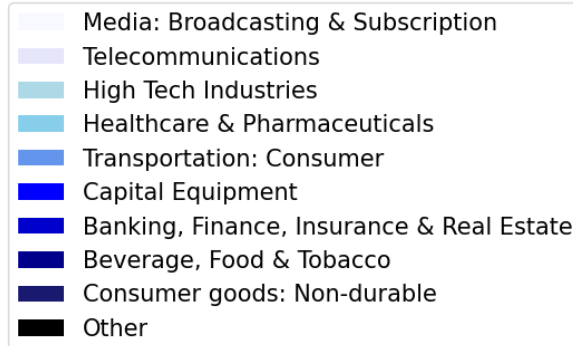 Media: Broadcasting & Subscription
Telecommunications
High Tech Industries
Healthcare & Pharmaceuticals
Transportation: Consumer
Capital Equipment
Banking, Finance, Insurance & Real Estate
Beverage, Food & Tobacco
Consumer goods: Non-durable
Other